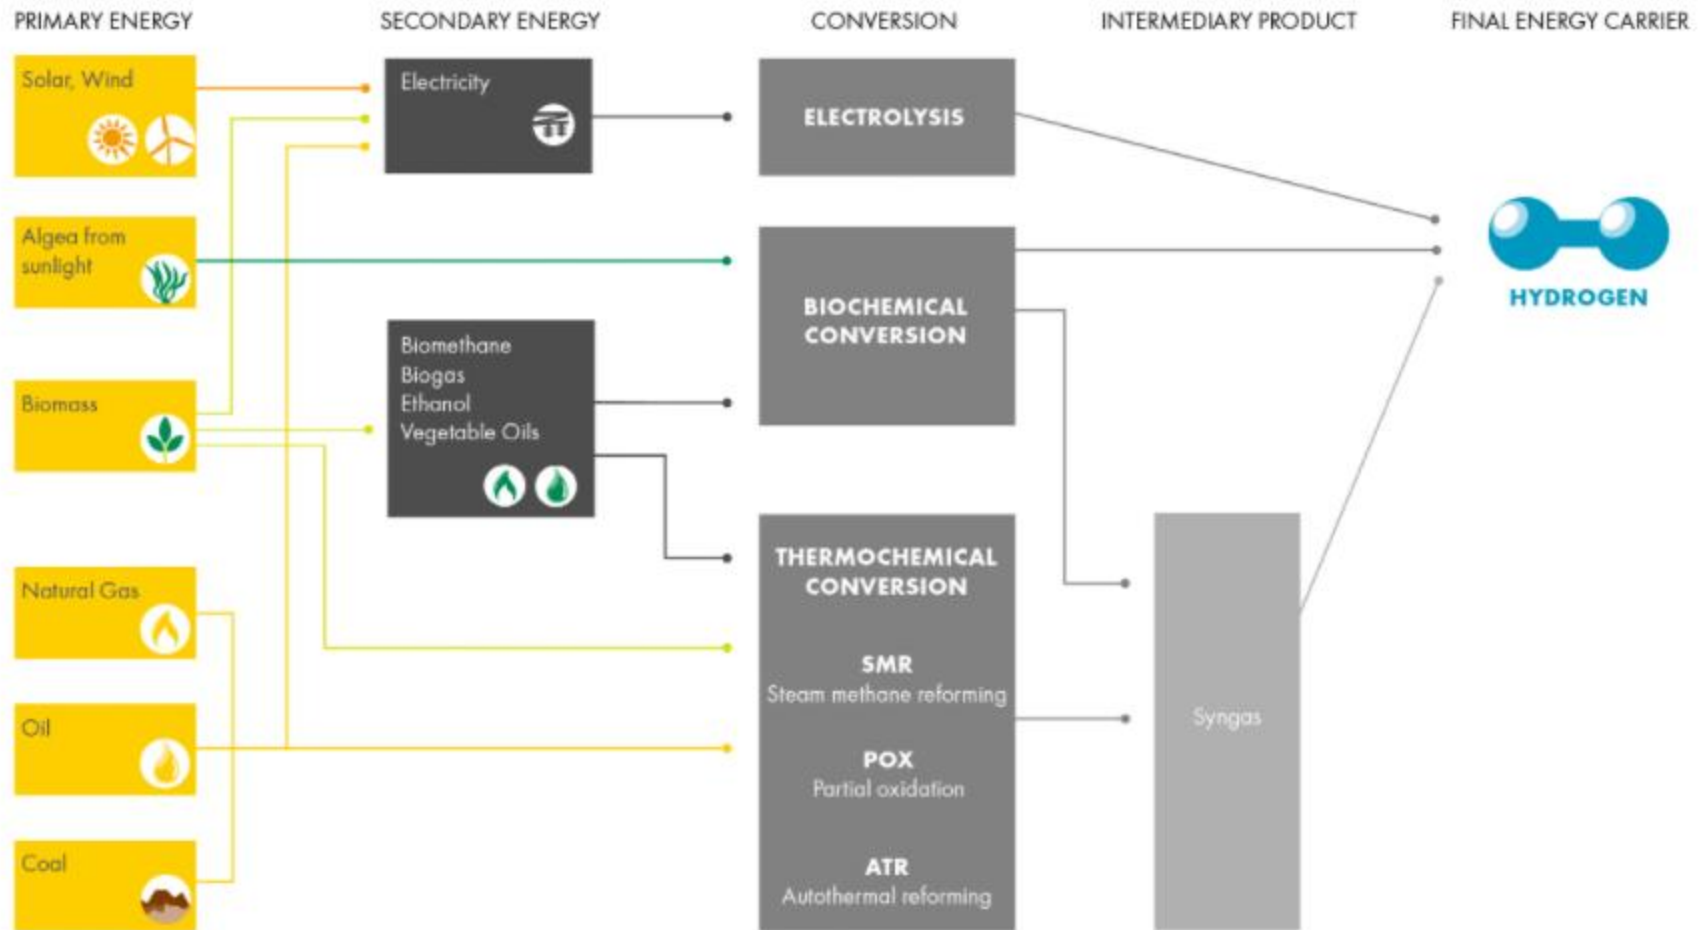 PRIMARY ENERGY
SECONDARY ENERGY
CONVERSION
INTERMEDIARY PRODUCT
FINAL ENERGY CARRIER
Solar, Wind
Electricity
ELECTROLYSIS
Algea from
sunlight
BIOCHEMICAL
CONVERSION
HYDROGEN
Biomass
Biomethane
Biogas
Ethanol
Vegetable Oils
Natural Gas
THERMOCHEMICAL
CONVERSION
SMR
Steam methane reforming
Oil
POX
Partial oxidation
Syngas
Coal
ATR
Autothermal reforming